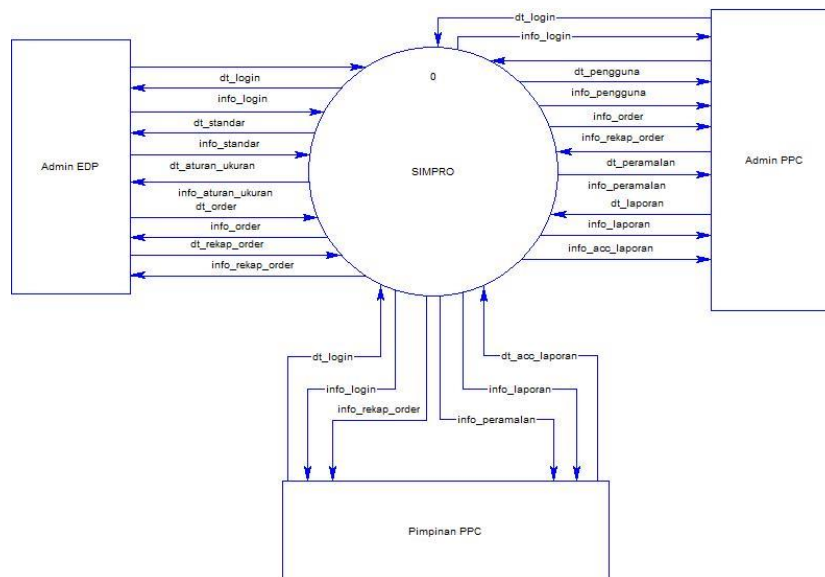 dt_login
info_login
0
dt_login
info_login
dt_standar
info_standar
dt_aturan_ukuran
info_aturan_ukuran
dt_order
info_order
dt_rekap_order
info_rekap_order
Admin EDP
SIMPRO
dt_pengguna
info_pengguna
info_order
info_rekap_order
dt_peramalan
info_peramalan
dt_laporan
info_laporan
info_acc_laporan
Admin PPC
dt_login
info_login
info_rekap_order
dt_acc_laporan
info_laporan
info_peramalan
Pimpinan PPC